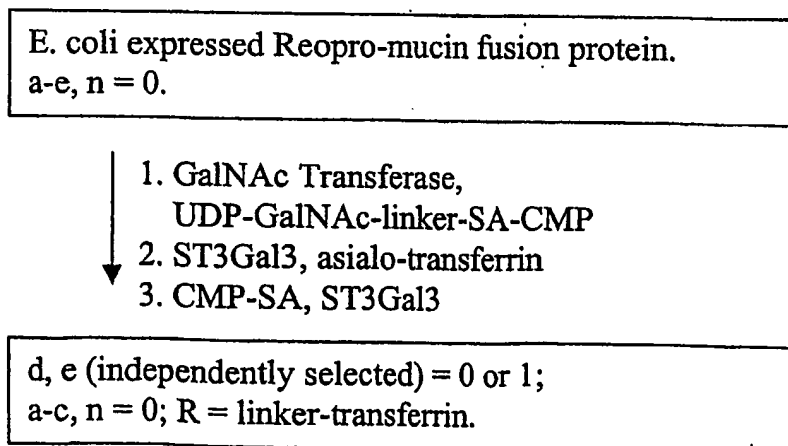 E. coli expressed Reopro-mucin fusion protein.
a-e, n = 0.
1. GalNAc Transferase,
UDP-GalNAc-linker-SA-CMP
2. ST3Gal3, asialo-transferrin
3. CMP-SA, ST3Gal3
d, e (independently selected) = 0 or 1;
a-c, n = 0; R = linker-transferrin.